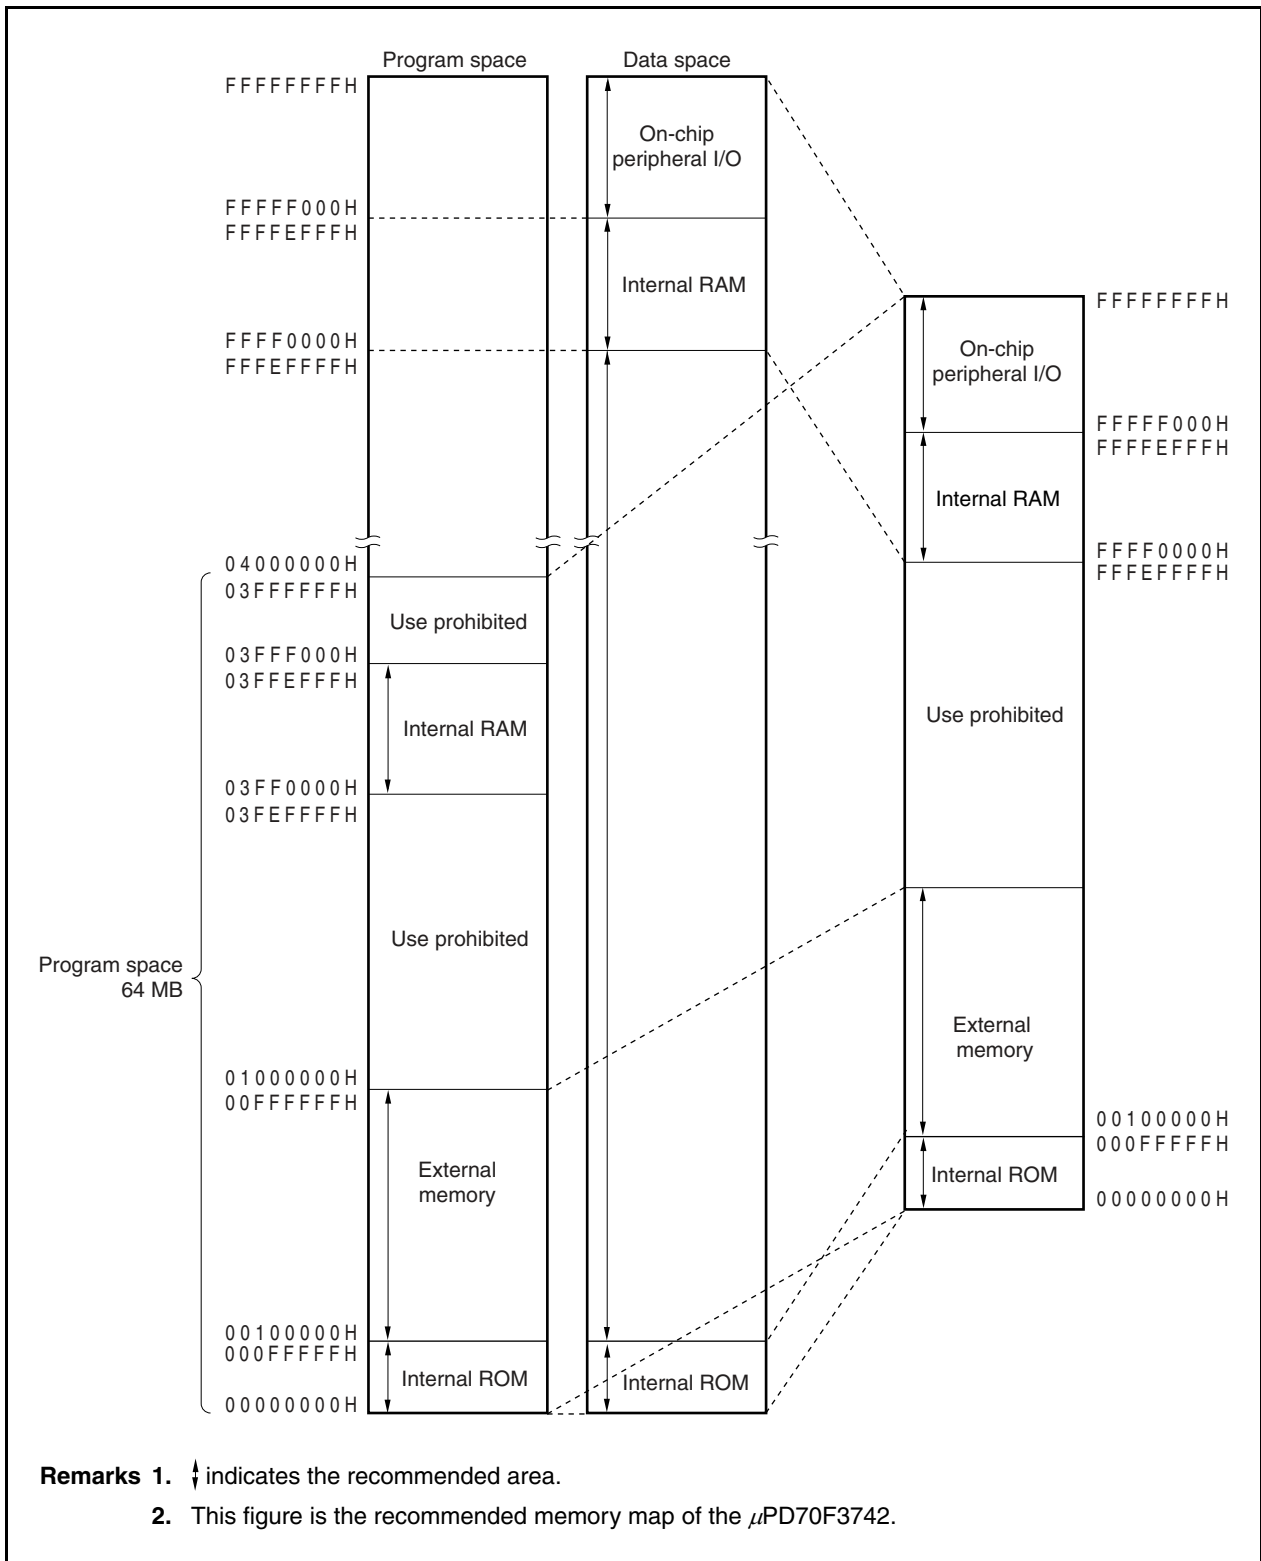 Program space
Data space
FFFFFFFFH
On-chip
peripheral I/O
FFFFF000H
FFFFEFFFH
Internal RAM
FFFF0000H
FFFEFFFFH
04000000H
03FFFFFFH
Use prohibited
03FFF000H
03FFEFFFH
Internal RAM
03FF0000H
03FEFFFFH
Use prohibited
Program space
64 MB
01000000H
00FFFFFFH
External
memory
00100000H
000FFFFFH
Internal ROM
Internal ROM
00000000H
FFFFFFFFH
On-chip
peripheral I/O
FFFFF000H
FFFFEFFFH
Internal RAM
FFFF0000H
FFFEFFFFH
Use prohibited
External
memory
00100000H
000FFFFFH
Internal ROM
00000000H
Remarks 1. ↕ indicates the recommended area.
2. This figure is the recommended memory map of the μPD70F3742.